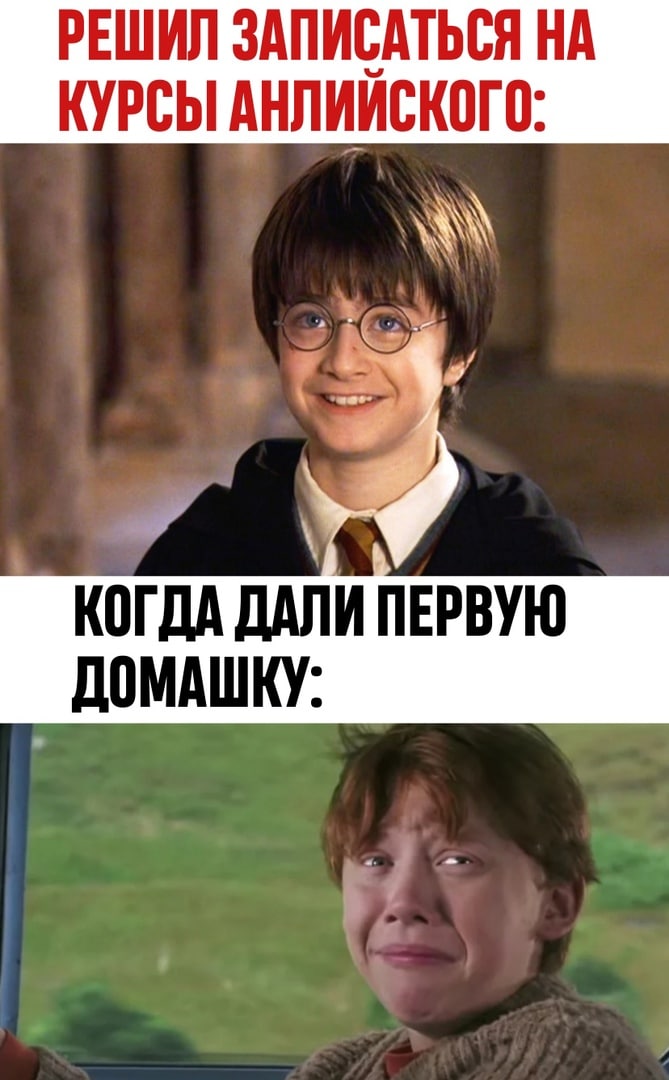 РЕШИЛ ЗАПИСАТЬСЯ НА
КУРСЫ АНЛИЙСКОГО:
КОГДА ДАЛИ ПЕРВУЮ
ДОМАШКУ: